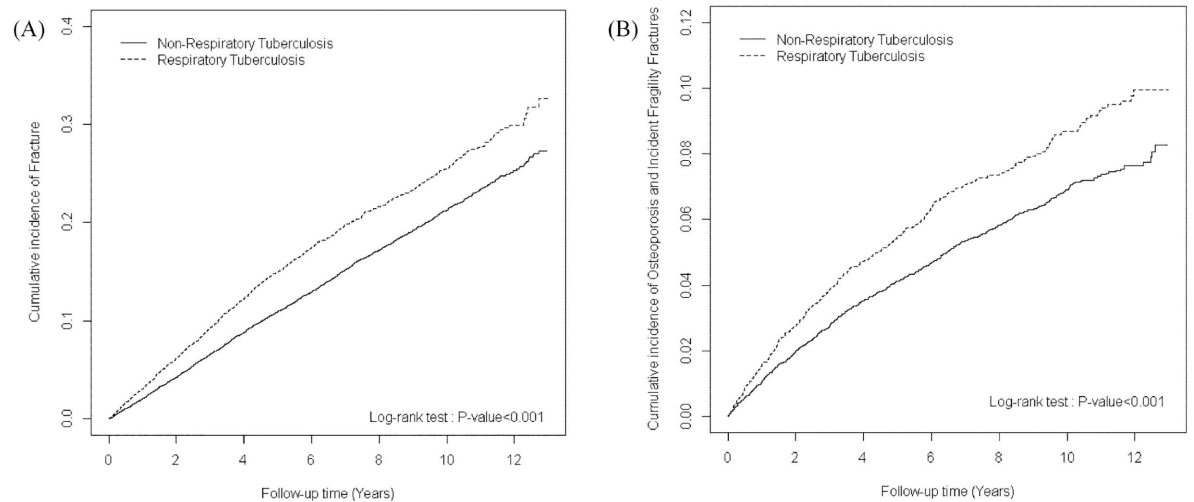 (A)
Cumulative incidence of Fracture
0.4
0.3
0.2
0.1
0.0
Non-Respiratory Tuberculosis
Respiratory Tuberculosis
Log-rank test : P-value<0.001
0 2 4 6 8 10 12
Follow-up time (Years)
(B)
Cumulative incidence of Osteoporosis and Incident Fragility Fractures
0.12
0.10
0.08
0.06
0.04
0.02
0.00
Non-Respiratory Tuberculosis
Respiratory Tuberculosis
Log-rank test : P-value<0.001
0 2 4 6 8 10 12
Follow-up time (Years)